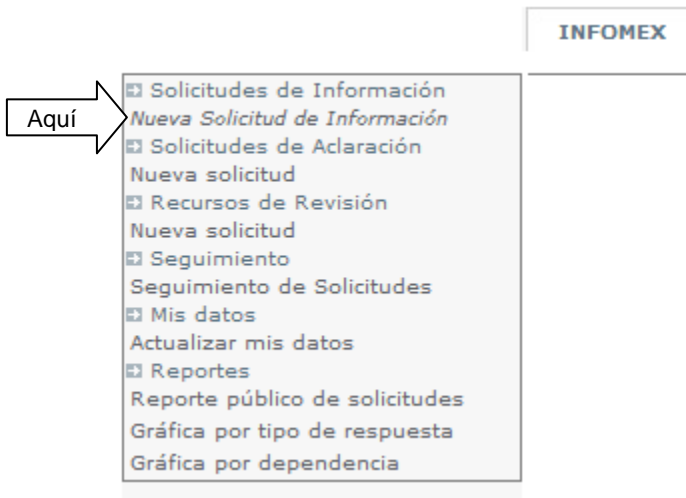 INFOMEX
Solicitudes de Información
Aquí
Nueva Solicitud de Información
Solicitudes de Aclaración
Nueva solicitud
Recursos de Revisión
Nueva solicitud
Seguimiento
Seguimiento de Solicitudes
Mis datos
Actualizar mis datos
Reportes
Reporte público de solicitudes
Gráfica por tipo de respuesta
Gráfica por dependencia